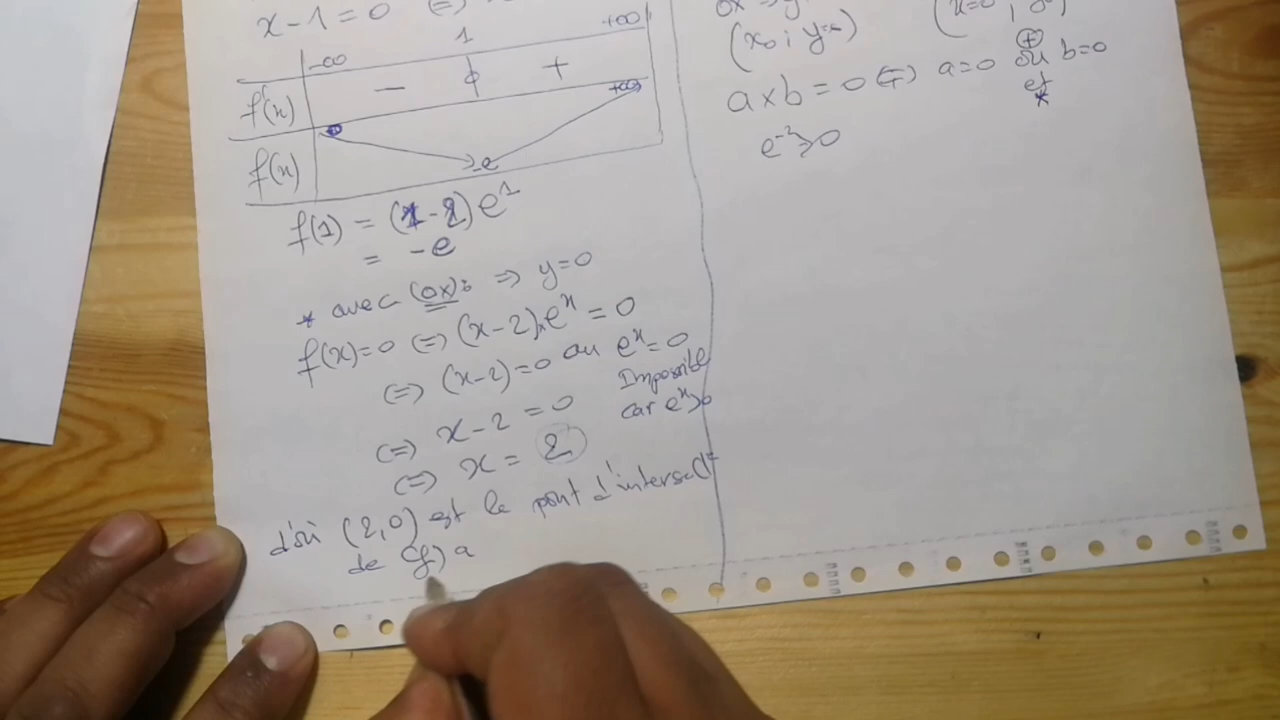 x-1=0 (=)
-∞ 1 +∞
f'(x) - 0 +
+∞
f(x) -e
f(1) = (1-2)e^1
= -e
* avec (ox): => y=0
f(x)=0 (=) (x-2)×e^x = 0
(=) (x-2)=0 ou e^x=0
Impossible
car e^x>0
(=) x-2 = 0
(=) x = 2
d'où (2,0) est le point d'intersect°
de (f) a
(x_0; y=
a×b = 0 (=) a=0 ou b=0
et
*
e^-2>0